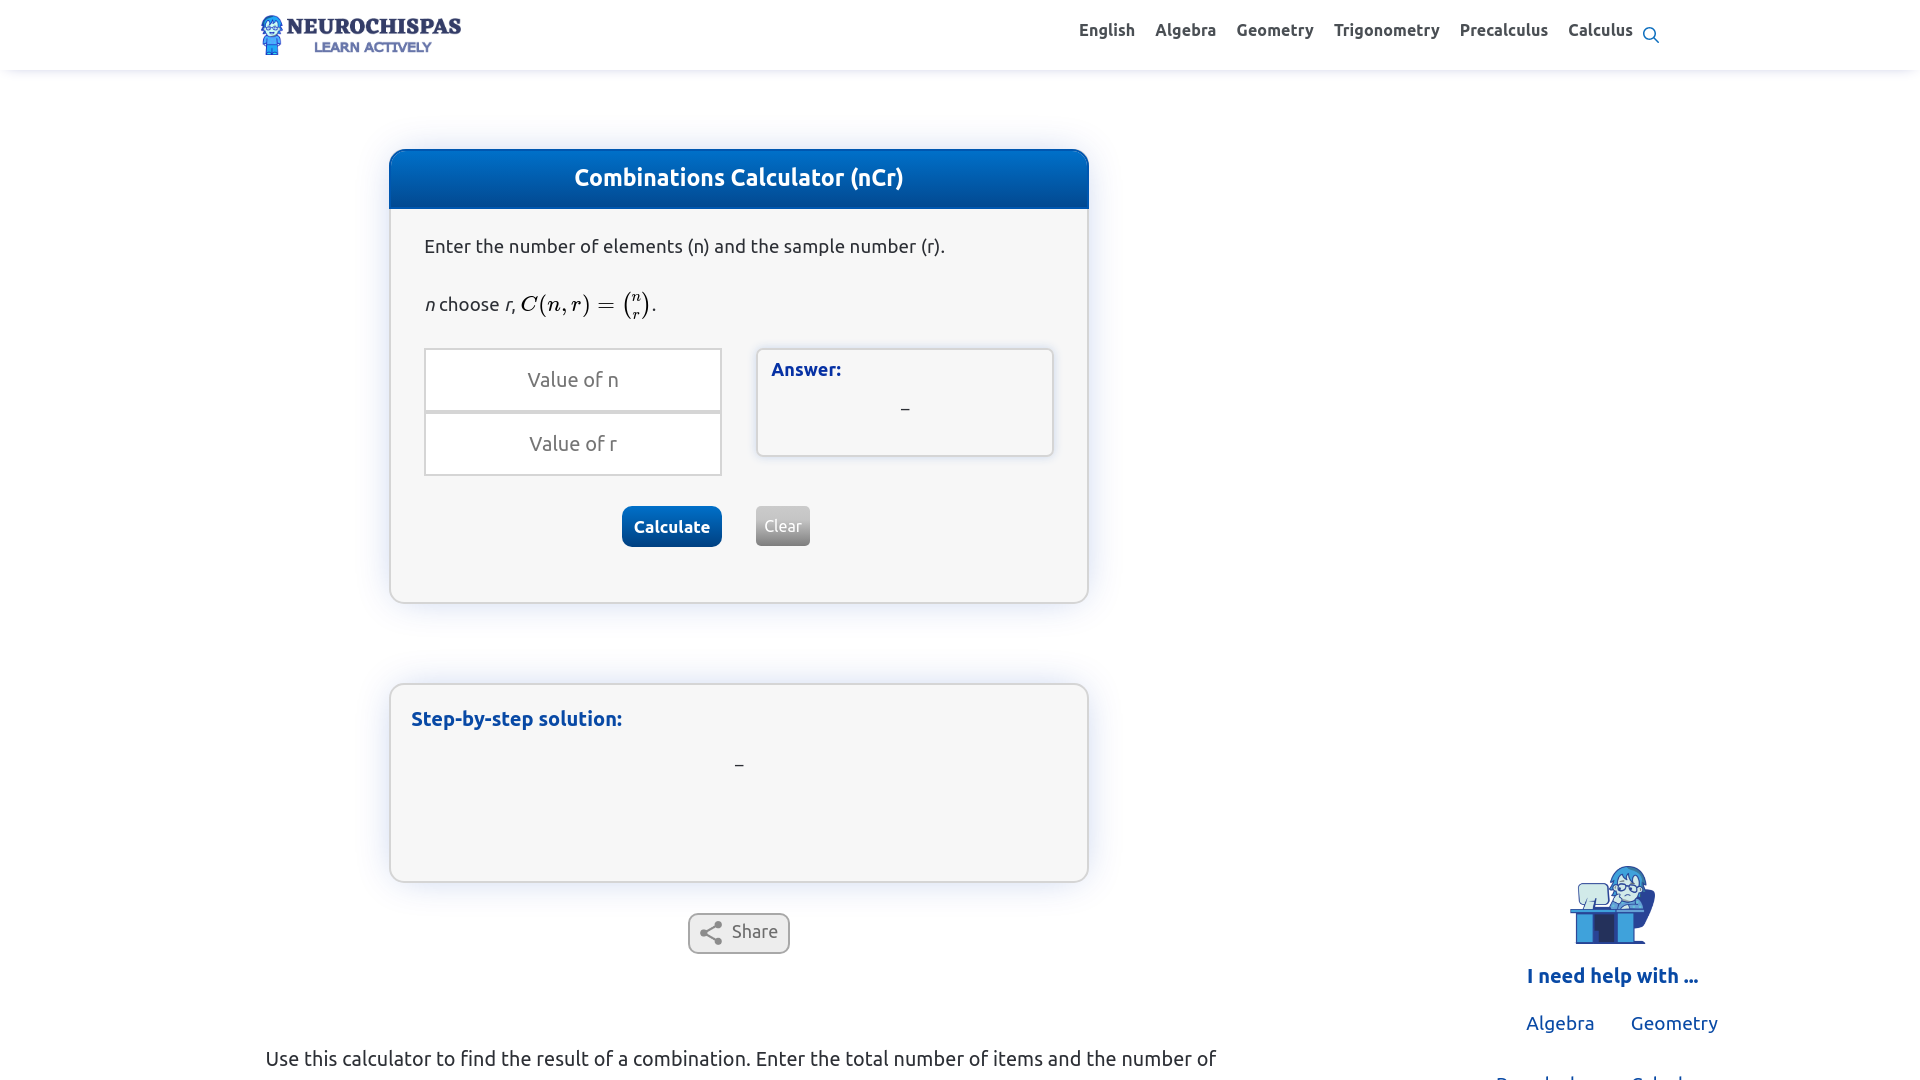 NEUROCHISPAS
LEARN ACTIVELY
English Algebra Geometry Trigonometry Precalculus Calculus
Combinations Calculator (nCr)
Enter the number of elements (n) and the sample number (r).
n choose r, C(n, r) = (n r).
Value of n
Value of r
Answer:
–
Calculate
Clear
Step-by-step solution:
–
Share
I need help with ...
Algebra Geometry
Use this calculator to find the result of a combination. Enter the total number of items and the number of